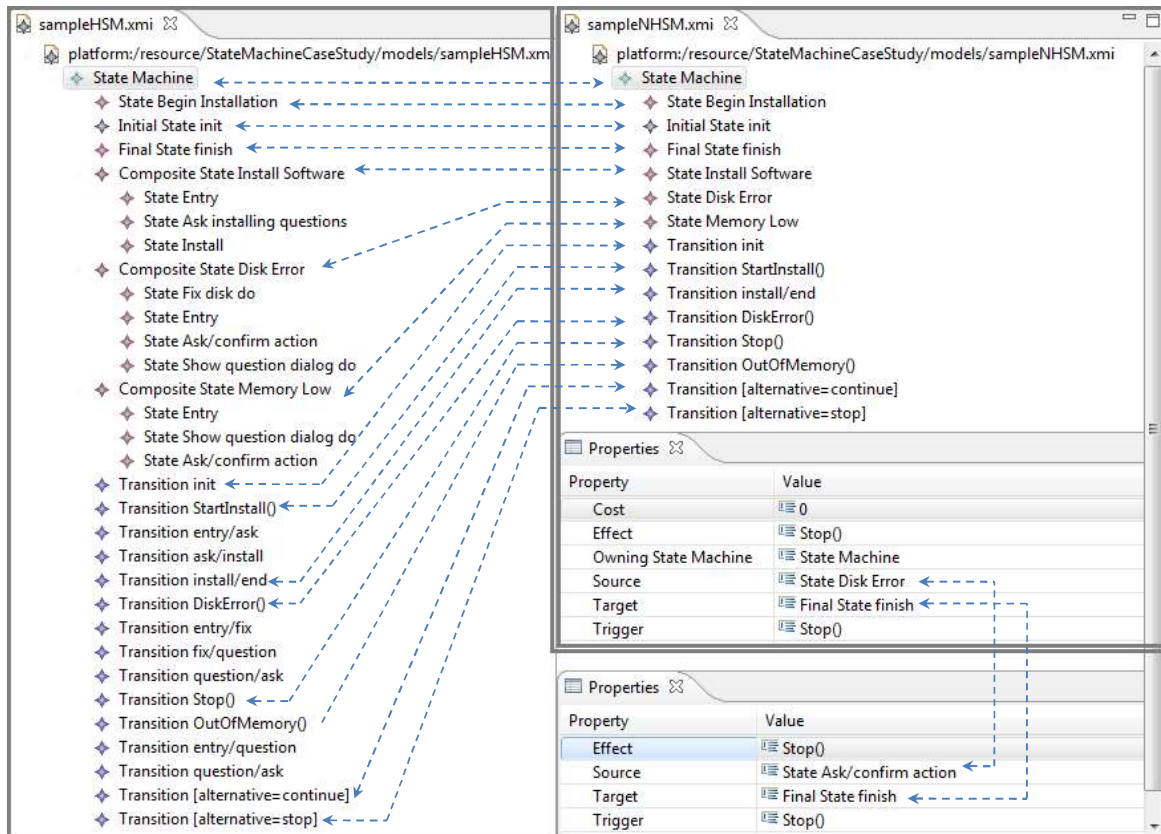 sampleHSM.xmi
platform:/resource/StateMachineCaseStudy/models/sampleHSM.xm
State Machine
State Begin Installation
Initial State init
Final State finish
Composite State Install Software
State Entry
State Ask installing questions
State Install
Composite State Disk Error
State Fix disk do
State Entry
State Ask/confirm action
State Show question dialog do
Composite State Memory Low
State Entry
State Show question dialog do
State Ask/confirm action
Transition init
Transition StartInstall()
Transition entry/ask
Transition ask/install
Transition install/end
Transition DiskError()
Transition entry/fix
Transition fix/question
Transition question/ask
Transition Stop()
Transition OutOfMemory()
Transition entry/question
Transition question/ask
Transition [alternative=continue]
Transition [alternative=stop]
sampleNHSM.xmi
platform:/resource/StateMachineCaseStudy/models/sampleNHSM.xmi
State Machine
State Begin Installation
Initial State init
Final State finish
State Install Software
State Disk Error
State Memory Low
Transition init
Transition StartInstall()
Transition install/end
Transition DiskError()
Transition Stop()
Transition OutOfMemory()
Transition [alternative=continue]
Transition [alternative=stop]
Properties
Property Value
Cost 0
Effect Stop()
Owning State Machine State Machine
Source State Disk Error
Target Final State finish
Trigger Stop()
Properties
Property Value
Effect Stop()
Source State Ask/confirm action
Target Final State finish
Trigger Stop()